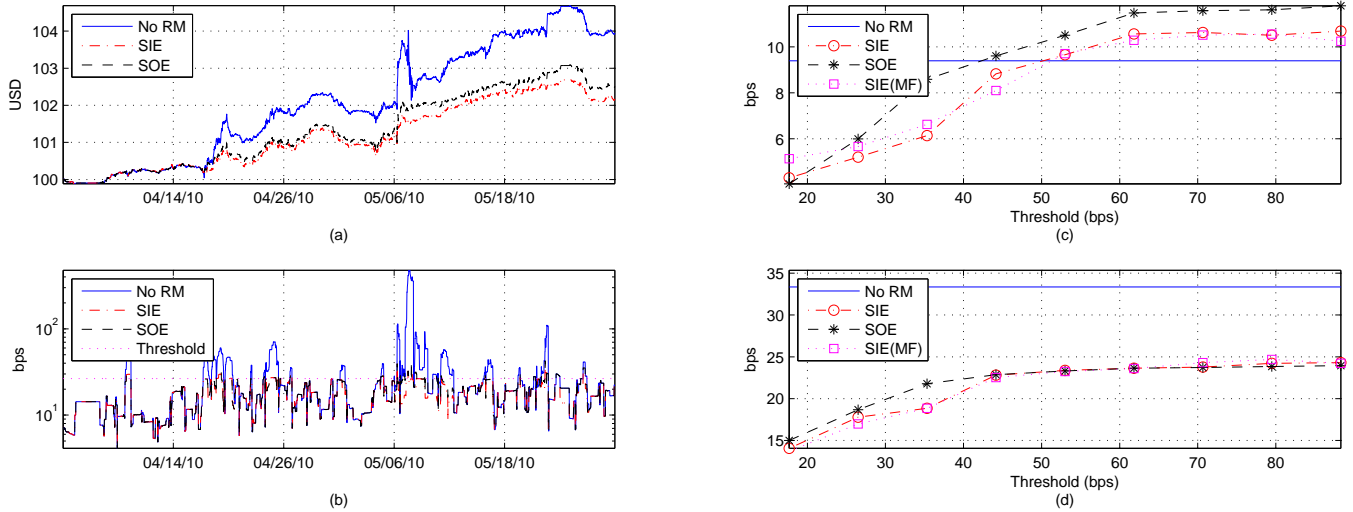 No RM
SIE
SOE
104
103
102
101
100
USD
04/14/10
04/26/10
05/06/10
05/18/10
(a)
No RM
SIE
SOE
SIE(MF)
10
8
6
bps
20
30
40
50
60
70
80
Threshold (bps)
(c)
No RM
SIE
SOE
Threshold
10^2
10^1
bps
04/14/10
04/26/10
05/06/10
05/18/10
(b)
No RM
SIE
SOE
SIE(MF)
35
30
25
20
15
bps
20
30
40
50
60
70
80
Threshold (bps)
(d)